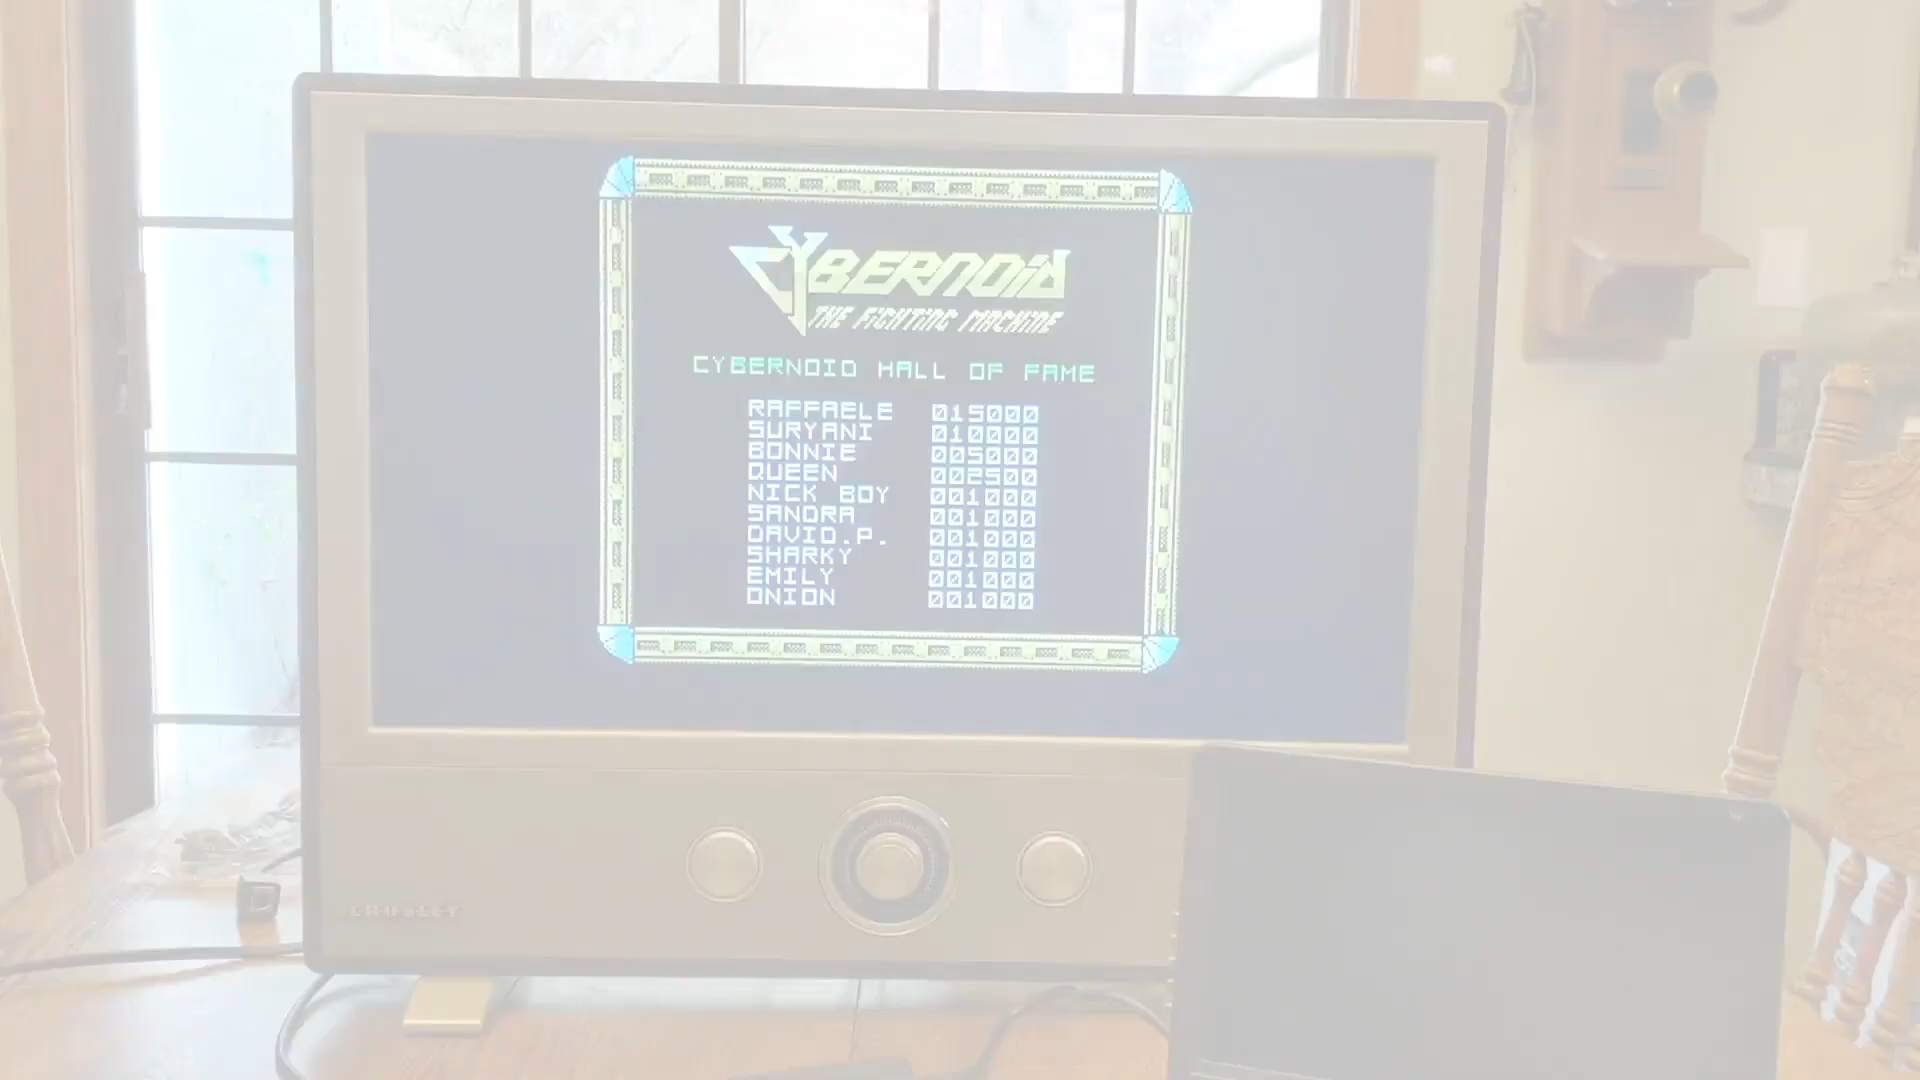 CYBERNOID
THE FIGHTING MACHINE
CYBERNOID HALL OF FAME
RAFFAELE 015000
SURYANI 010000
BONNIE 005000
QUEEN 002500
NICK BOY 001000
SANDRA 001000
DAVID.P. 001000
SHARKY 001000
EMILY 001000
ONION 001000
CROSLEY